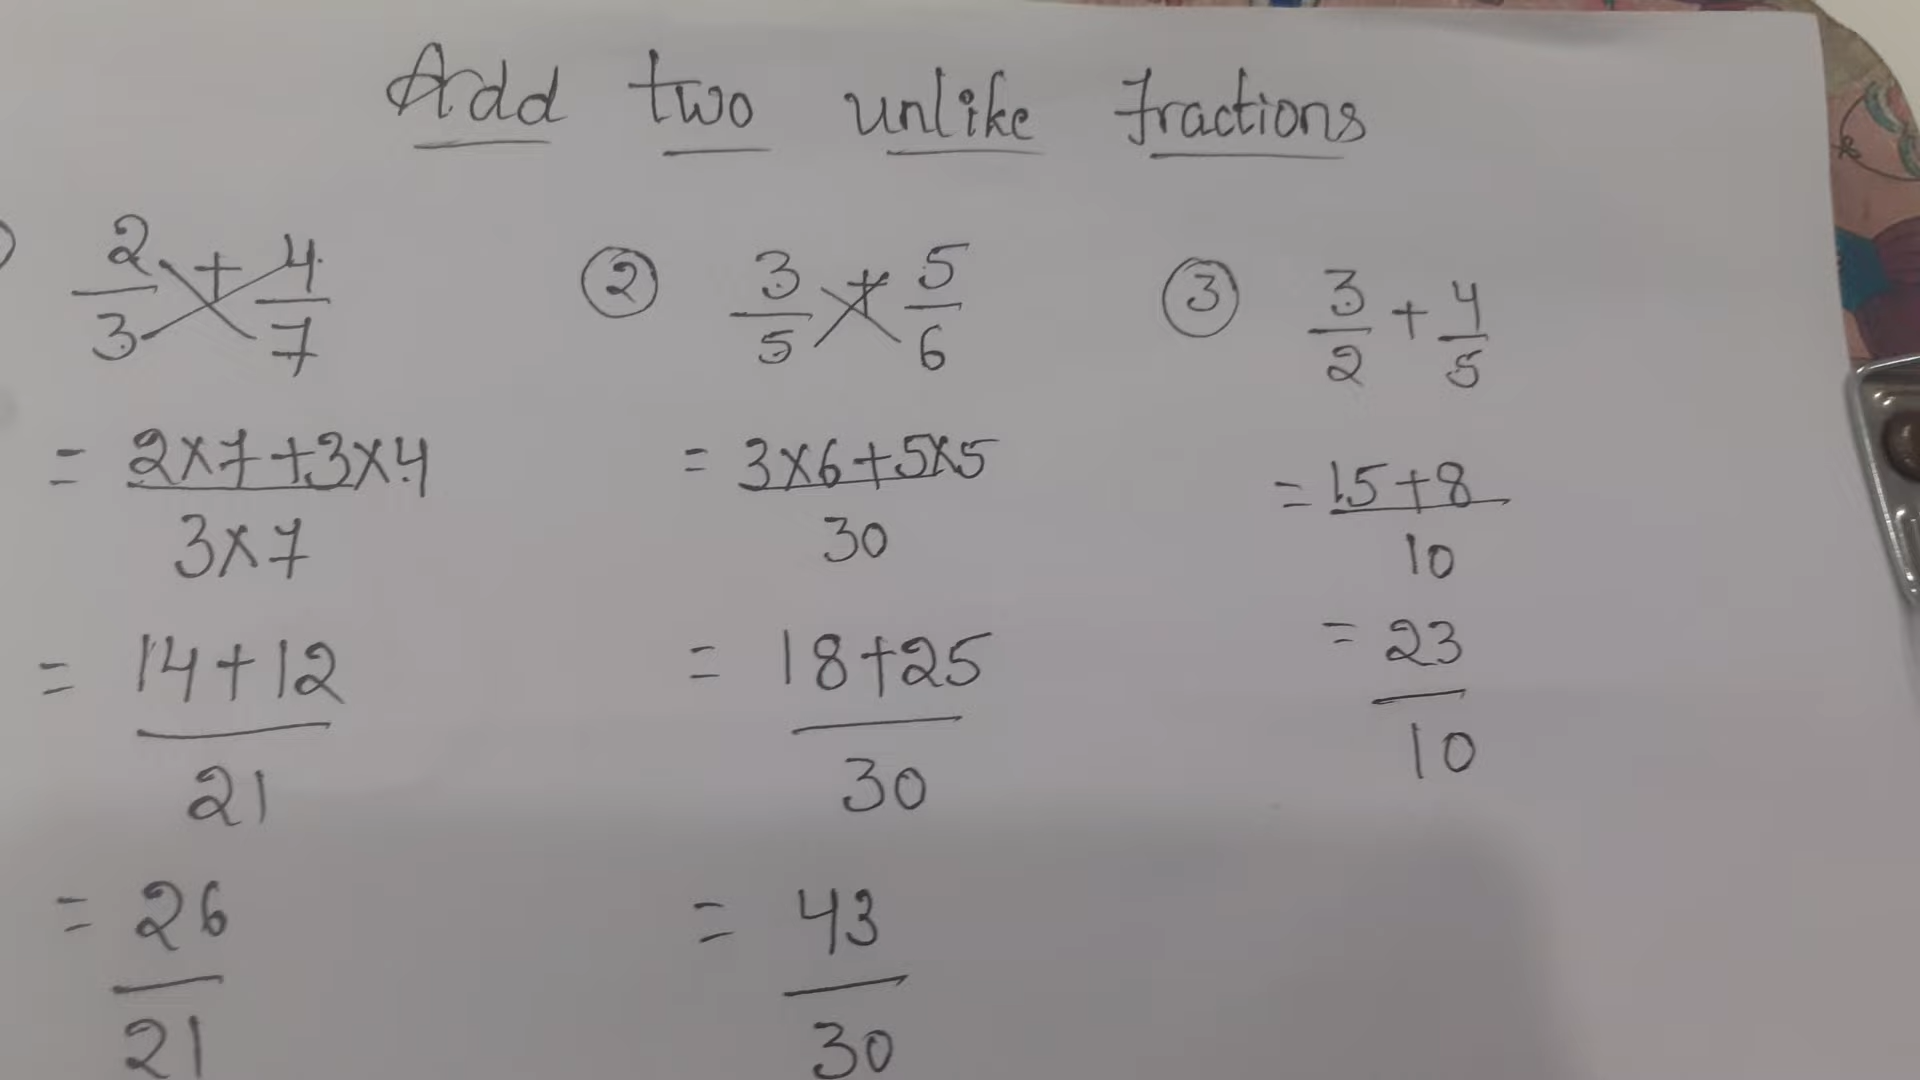 Add two unlike fractions
2/3 + 4/7
= 2×7+3×4 / 3×7
= 14+12 / 21
= 26 / 21
② 3/5 + 5/6
= 3×6+5×5 / 30
= 18+25 / 30
= 43 / 30
③ 3/2 + 4/5
= 15+8 / 10
= 23 / 10